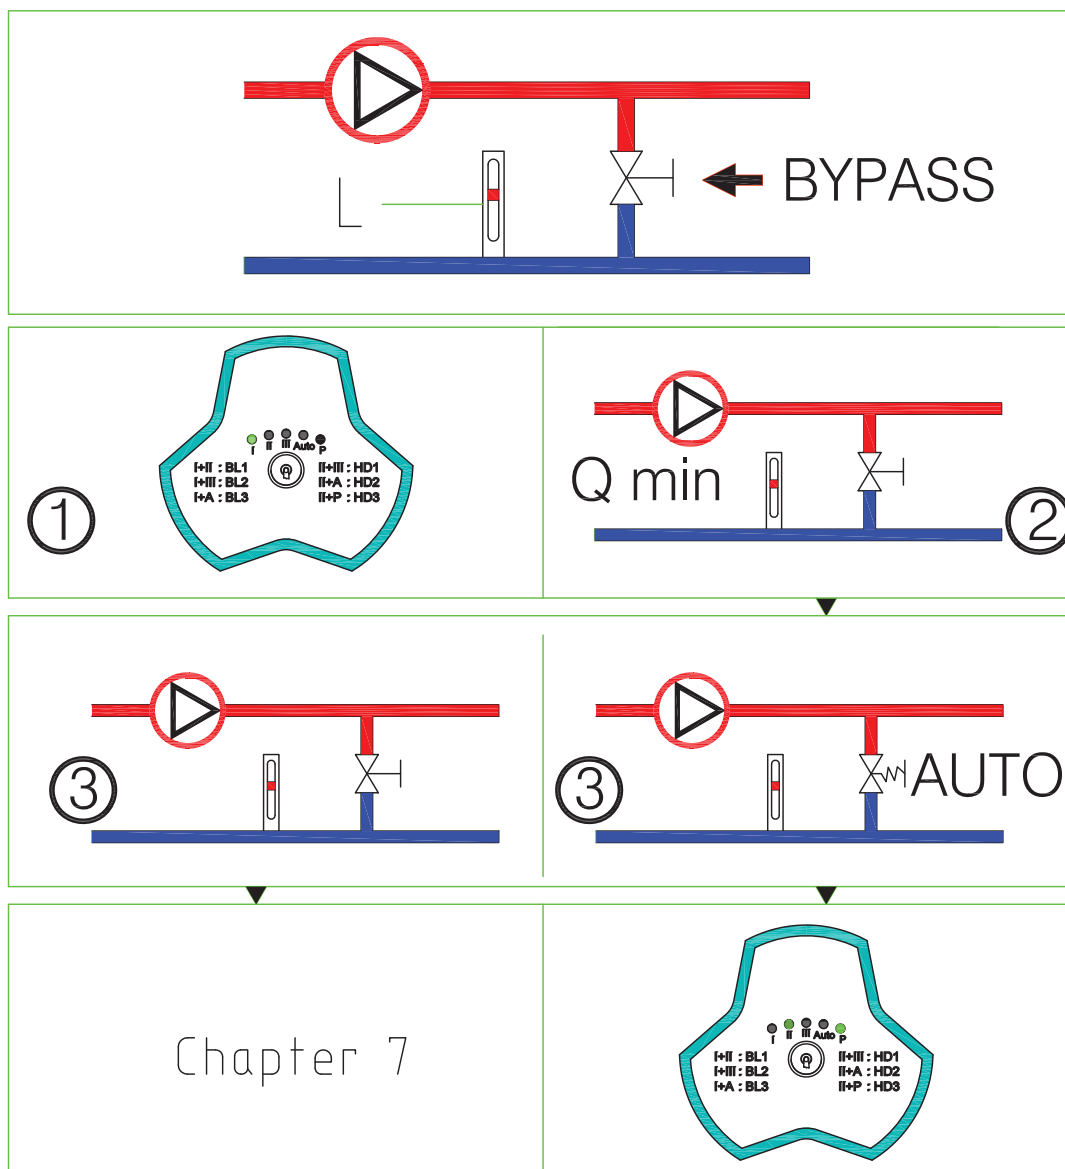 L
BYPASS
1
I II III Auto P
I+II : BL1 II+III : HD1
I+III : BL2 II+A : HD2
I+A : BL3 II+P : HD3
Q min
2
3
3
AUTO
Chapter 7
I II III Auto P
I+II : BL1 II+III : HD1
I+III : BL2 II+A : HD2
I+A : BL3 II+P : HD3